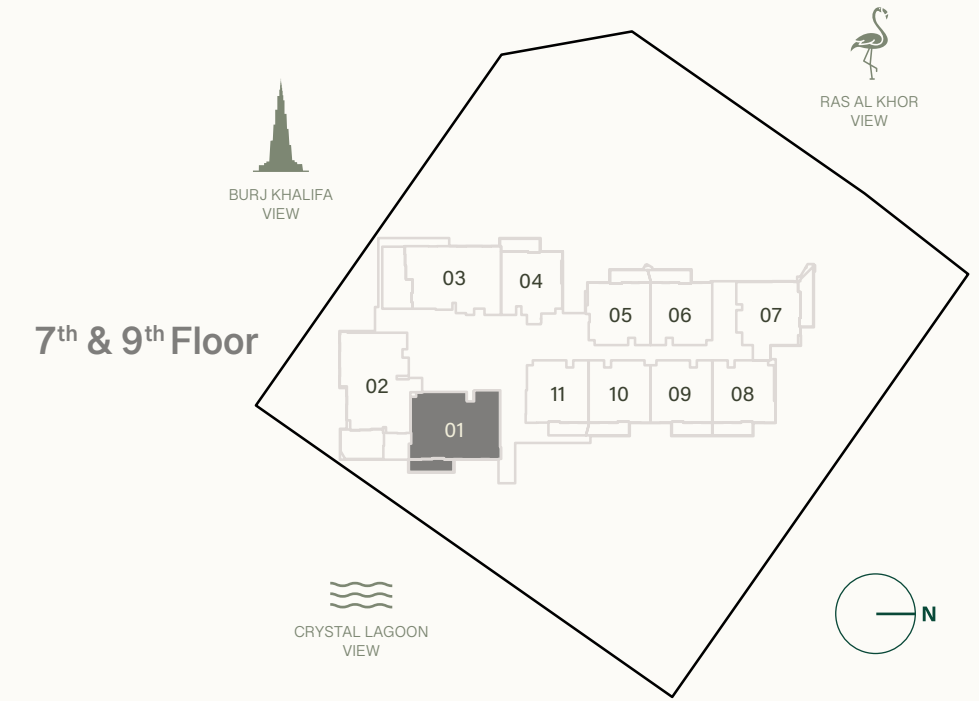 RAS AL KHOR
VIEW
BURJ KHALIFA
VIEW
7th & 9th Floor
03
04
05
06
07
02
01
11
10
09
08
CRYSTAL LAGOON
VIEW
N